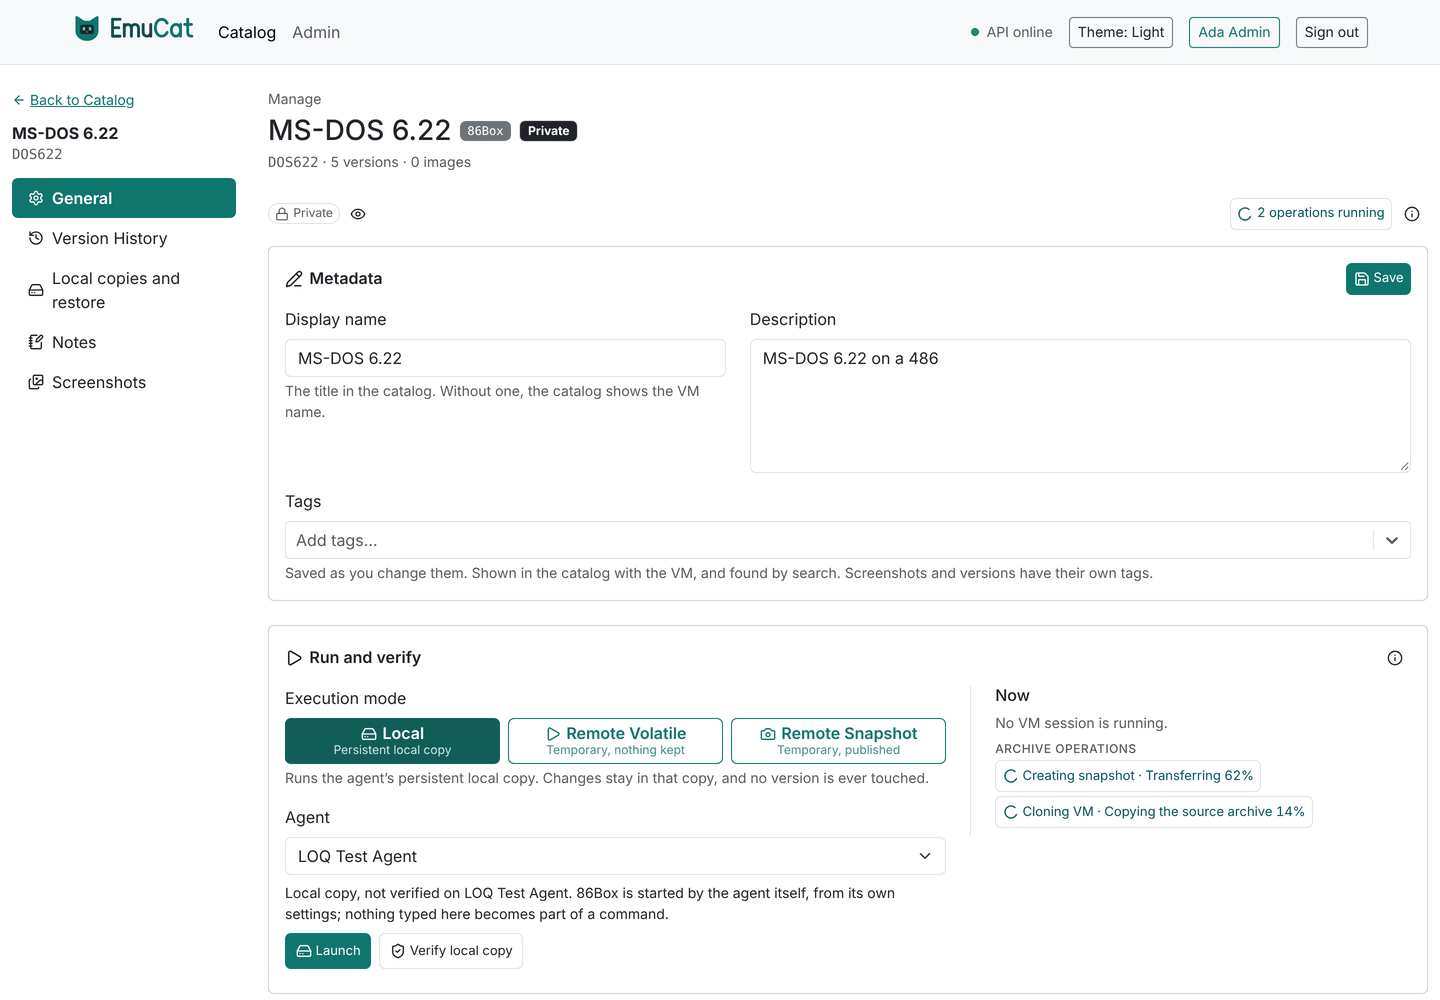 EmuCat
Catalog
Admin
API online
Theme: Light
Ada Admin
Sign out
Back to Catalog
MS-DOS 6.22
DOS622
General
Version History
Local copies and
restore
Notes
Screenshots
Manage
MS-DOS 6.22 86Box Private
DOS622 · 5 versions · 0 images
Private
2 operations running
Metadata
Save
Display name
MS-DOS 6.22
The title in the catalog. Without one, the catalog shows the VM
name.
Description
MS-DOS 6.22 on a 486
Tags
Add tags...
Saved as you change them. Shown in the catalog with the VM, and found by search. Screenshots and versions have their own tags.
Run and verify
Execution mode
Local
Persistent local copy
Remote Volatile
Temporary, nothing kept
Remote Snapshot
Temporary, published
Runs the agent's persistent local copy. Changes stay in that copy, and no version is ever touched.
Agent
LOQ Test Agent
Local copy, not verified on LOQ Test Agent. 86Box is started by the agent itself, from its own
settings; nothing typed here becomes part of a command.
Launch
Verify local copy
Now
No VM session is running.
ARCHIVE OPERATIONS
Creating snapshot · Transferring 62%
Cloning VM · Copying the source archive 14%